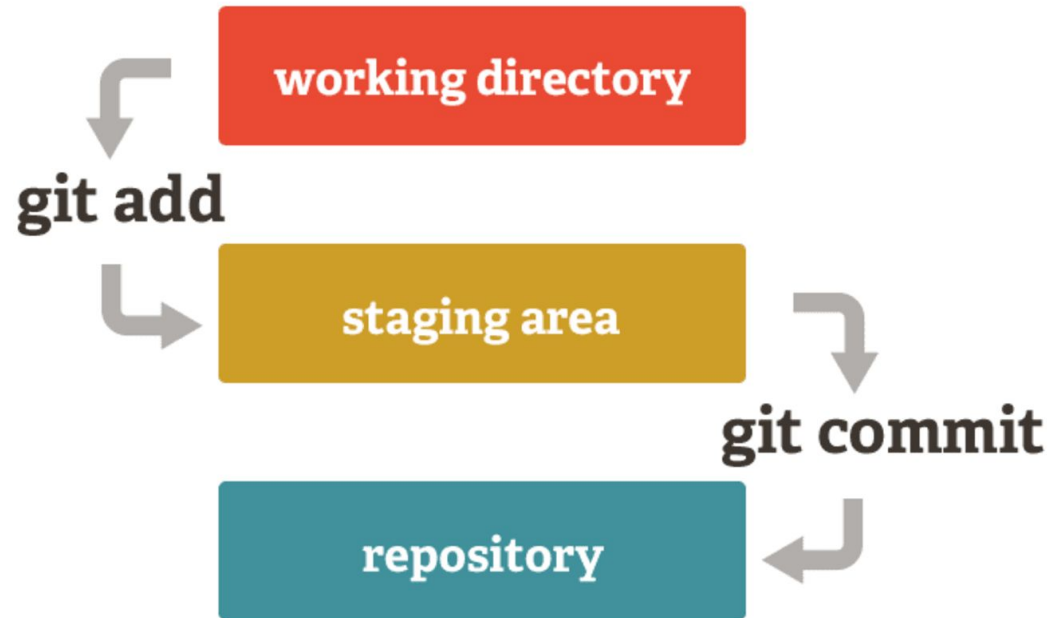 working directory
git add
staging area
git commit
repository